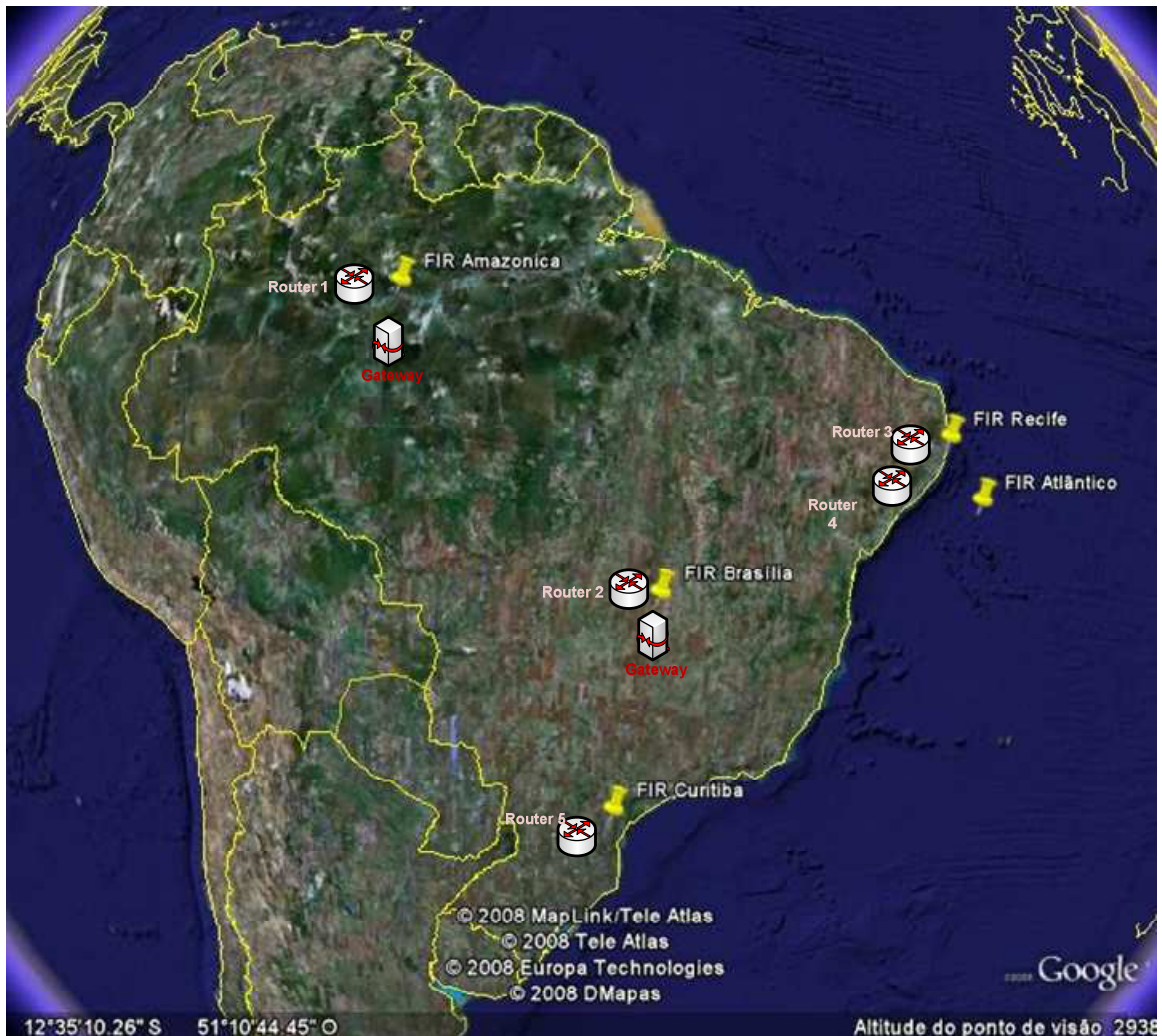 FIR Amazonica
Router 1
Gateway
FIR Recife
Router 3
FIR Atlântico
Router
4
FIR Brasília
Router 2
Gateway
FIR Curitiba
Router 5
© 2008 MapLink/Tele Atlas
© 2008 Tele Atlas
© 2008 Europa Technologies
© 2008 DMapas
©2008 Google
12°35'10.26" S 51°10'44.45" O
Altitude do ponto de visão 2938